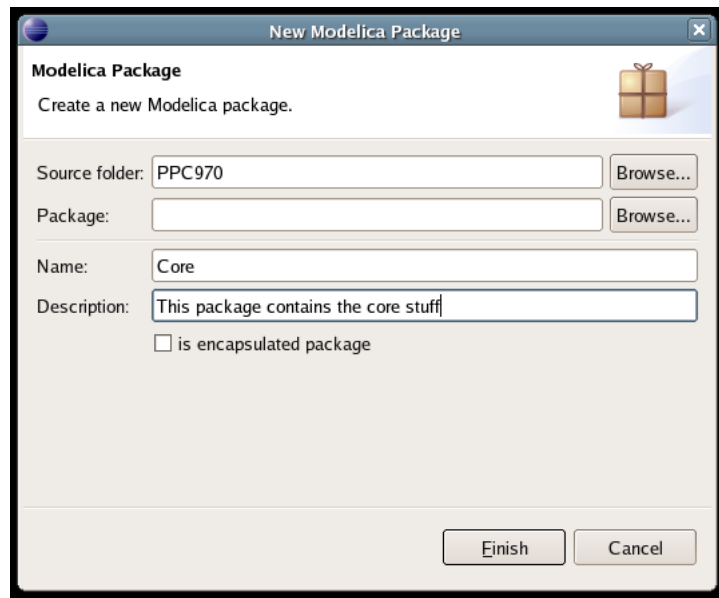 New Modelica Package
Modelica Package
Create a new Modelica package.
Source folder: PPC970 Browse...
Package: Browse...
Name: Core
Description: This package contains the core stuff
is encapsulated package
Finish Cancel